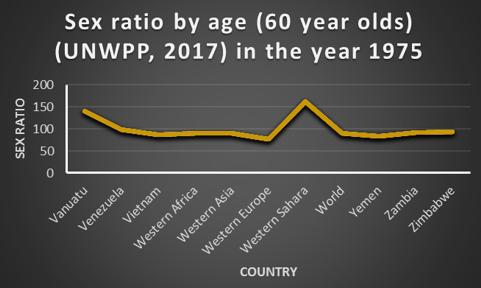 Sex ratio by age (60 year olds)
(UNWPP, 2017) in the year 1975
200
150
100
50
0
SEX RATIO
Vanuatu
Venezuela
Vietnam
Western Africa
Western Asia
Western Europe
Western Sahara
World
Yemen
Zambia
Zimbabwe
COUNTRY